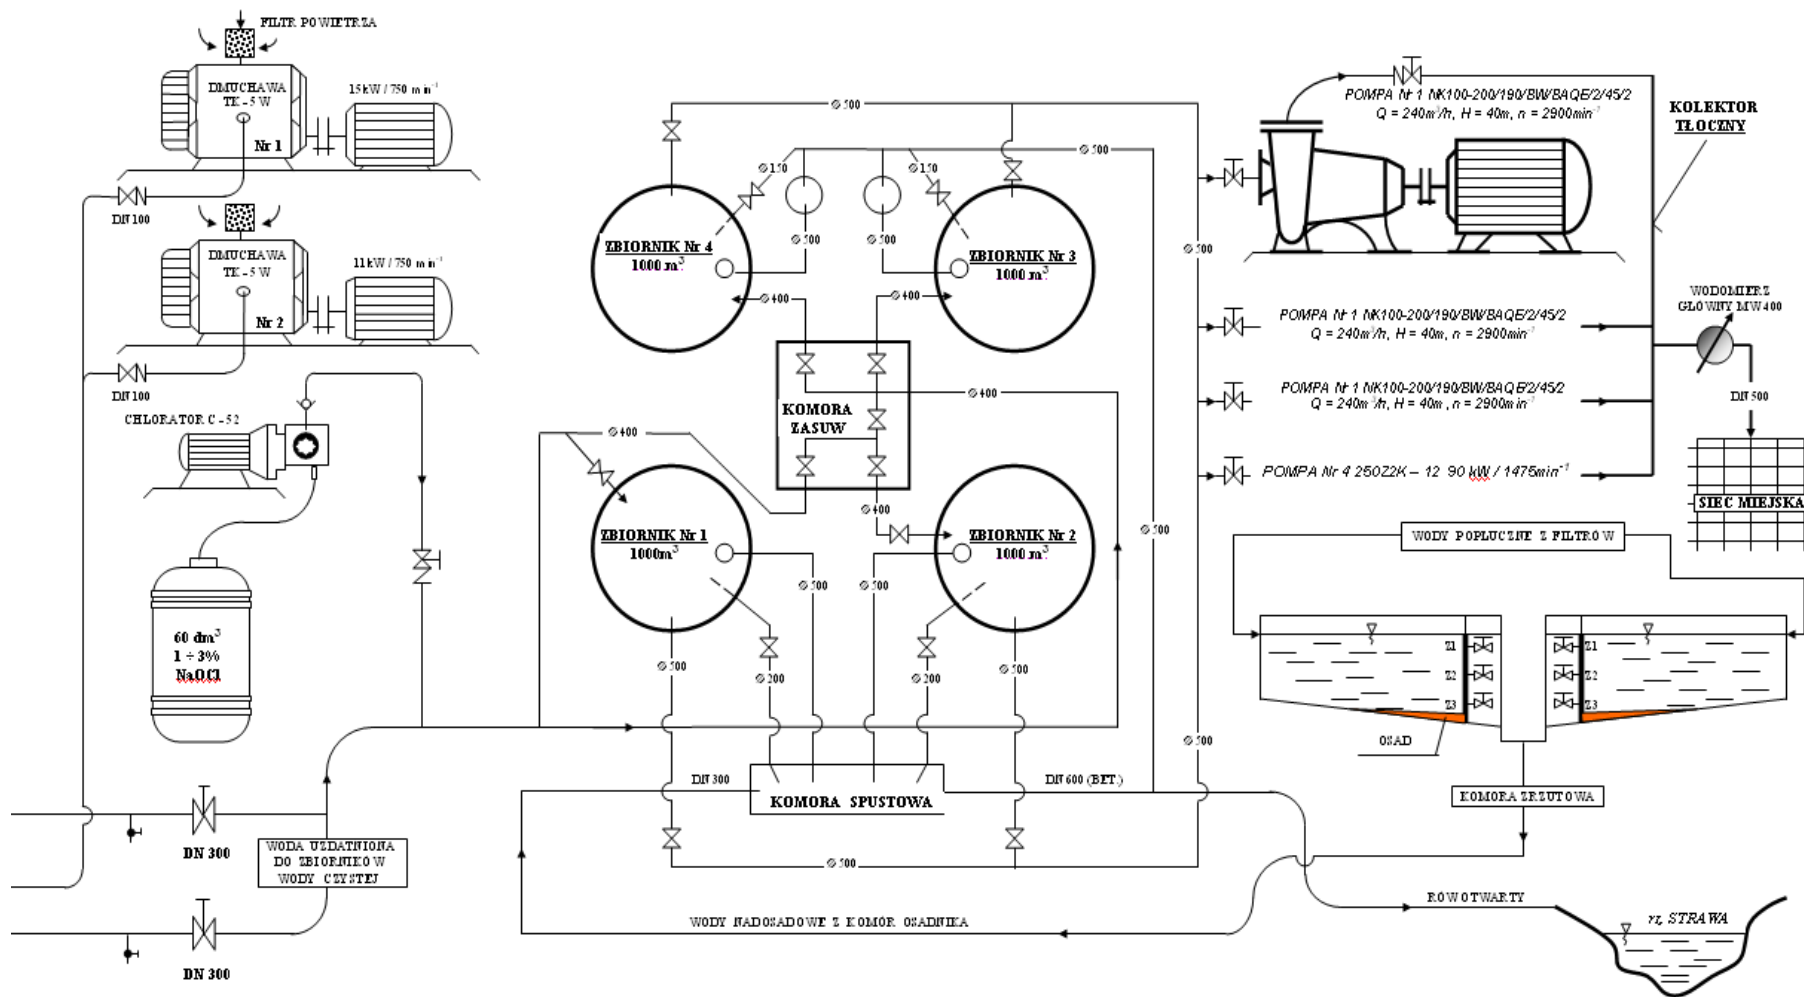 FILTR POWIETRZA
DMUCHAWA
TK - 5 W
Nr 1
15 kW / 750 min⁻¹
DN 100
DMUCHAWA
TK - 5 W
Nr 2
11 kW / 750 min⁻¹
DN 100
CHLORATOR C - 52
60 dm³
1 ÷ 3%
NaOCl
DN 300
WODA UZDATNIONA
DO ZBIORNIKÓW
WODY CZYSTEJ
DN 300
⌀ 500
⌀ 150
⌀ 150
⌀ 500
ZBIORNIK Nr 4
1000 m³
⌀ 500
⌀ 500
ZBIORNIK Nr 3
1000 m³
⌀ 400
⌀ 400
⌀ 500
KOMORA
ZASUW
⌀ 400
⌀ 400
⌀ 400
ZBIORNIK Nr 1
1000m³
ZBIORNIK Nr 2
1000 m³
⌀ 500
⌀ 500
⌀ 500
⌀ 500
⌀ 200
⌀ 200
⌀ 500
⌀ 500
DN 300
KOMORA SPUSTOWA
DN 600 (BET.)
⌀ 500
WODY NADOSADOWE Z KOMÓR OSADNIKA
POMPA Nr 1 NK100-200/190/BW/BAQE/2/45/2
Q = 240m³/h, H = 40m, n = 2900min⁻¹
KOLEKTOR
TŁOCZNY
POMPA Nr 1 NK100-200/190/BW/BAQE/2/45/2
Q = 240m³/h, H = 40m, n = 2900min⁻¹
WODOMIERZ
GŁÓWNY MW 400
POMPA Nr 1 NK100-200/190/BW/BAQE/2/45/2
Q = 240m³/h, H = 40m, n = 2900min⁻¹
DN 500
POMPA Nr 4 250Z2K – 12 90 kW / 1475min⁻¹
SIEC MIEJSKA
WODY POPŁUCZNE Z FILTRÓW
Z1
Z2
Z3
Z1
Z2
Z3
OSAD
KOMORA ZRZUTOWA
RÓW OTWARTY
rz. STRAWA